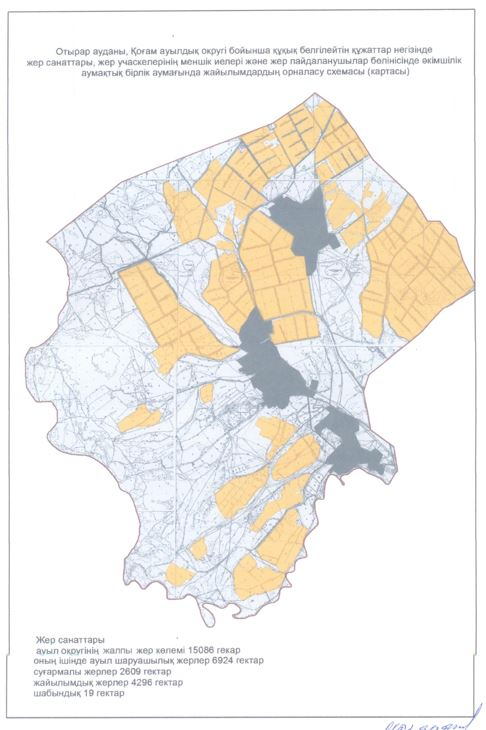 Отырар ауданы, Қоғам ауылдық округі бойынша құқық белгілейтін құжаттар негізінде
жер санаттары, жер учаскелерінің меншік иелері және жер пайдаланушылар бөлінісінде әкімшілік
аумақтық бірлік аумағында жайылымдардың орналасу схемасы (картасы)
Жер санаттары
ауыл округінің жалпы жер көлемі 15086 гекар
оның ішінде ауыл шаруашылық жерлер 6924 гектар
суғармалы жерлер 2609 гектар
жайылымдық жерлер 4296 гектар
шабындық 19 гектар